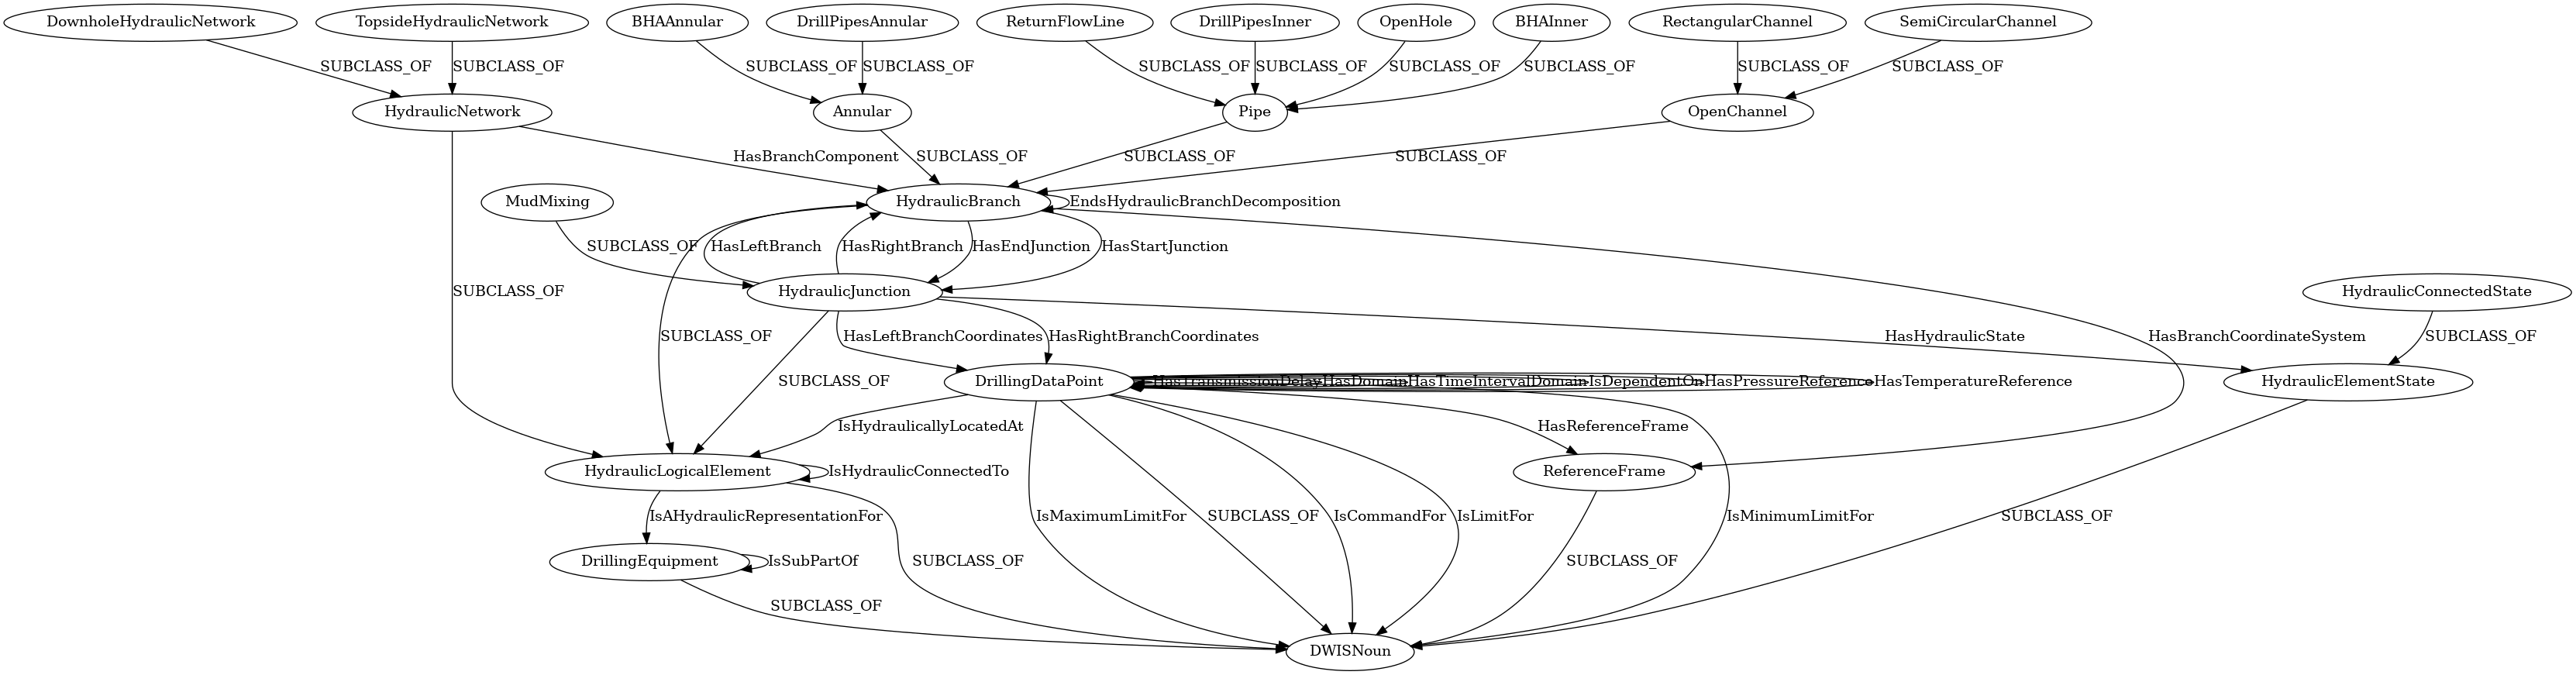 DownholeHydraulicNetwork
TopsideHydraulicNetwork
BHAAnnular
DrillPipesAnnular
ReturnFlowLine
DrillPipesInner
OpenHole
BHAInner
RectangularChannel
SemiCircularChannel
SUBCLASS_OF
SUBCLASS_OF
SUBCLASS_OF
SUBCLASS_OF
SUBCLASS_OF
SUBCLASS_OF
SUBCLASS_OF
SUBCLASS_OF
SUBCLASS_OF
SUBCLASS_OF
HydraulicNetwork
Annular
Pipe
OpenChannel
HasBranchComponent
SUBCLASS_OF
SUBCLASS_OF
SUBCLASS_OF
MudMixing
HydraulicBranch
EndsHydraulicBranchDecomposition
SUBCLASS_OF
HasLeftBranch
HasRightBranch
HasEndJunction
HasStartJunction
SUBCLASS_OF
HydraulicJunction
HydraulicConnectedState
SUBCLASS_OF
HasLeftBranchCoordinates
HasRightBranchCoordinates
HasHydraulicState
HasBranchCoordinateSystem
SUBCLASS_OF
SUBCLASS_OF
DrillingDataPoint
HasTransmissionDelay
HasDomain
HasTimeIntervalDomain
IsDependentOn
HasPressureReference
HasTemperatureReference
HydraulicElementState
IsHydraulicallyLocatedAt
HasReferenceFrame
HydraulicLogicalElement
IsHydraulicConnectedTo
ReferenceFrame
IsAHydraulicRepresentationFor
IsMaximumLimitFor
SUBCLASS_OF
IsCommandFor
IsLimitFor
IsMinimumLimitFor
SUBCLASS_OF
DrillingEquipment
IsSubPartOf
SUBCLASS_OF
SUBCLASS_OF
SUBCLASS_OF
DWISNoun